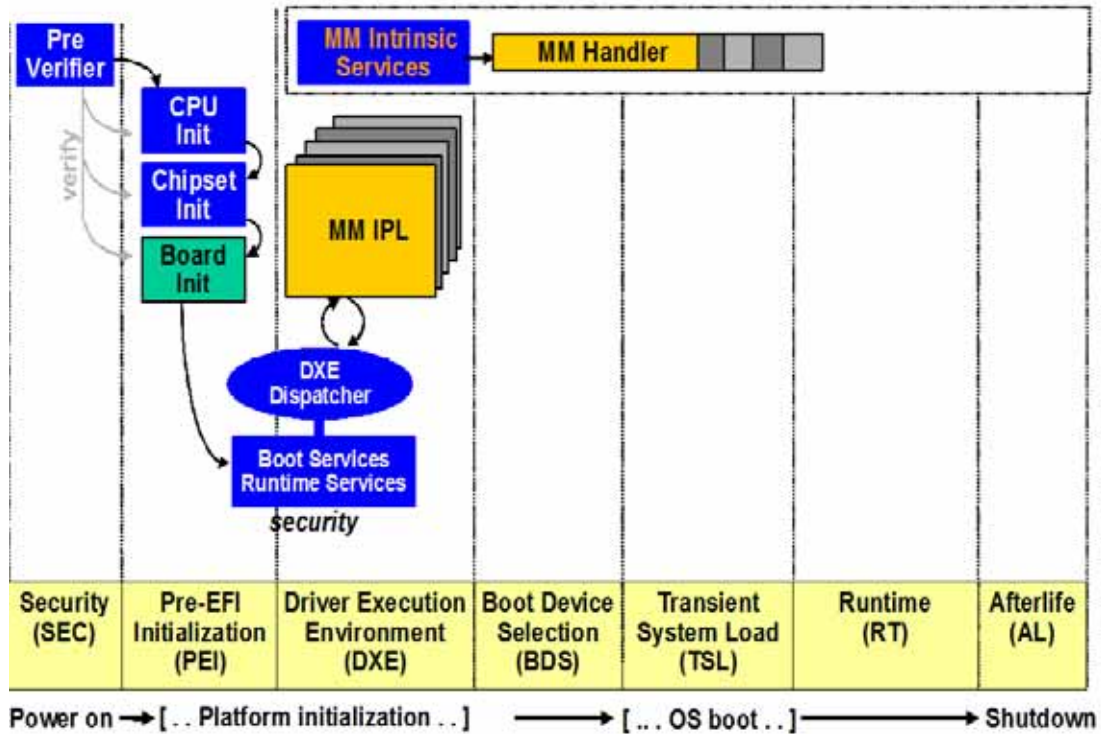 Pre
Verifier
MM Intrinsic
Services
MM Handler
CPU
Init
verify
Chipset
Init
MM IPL
Board
Init
DXE
Dispatcher
Boot Services
Runtime Services
security
Security
(SEC)
Pre-EFI
Initialization
(PEI)
Driver Execution
Environment
(DXE)
Boot Device
Selection
(BDS)
Transient
System Load
(TSL)
Runtime
(RT)
Afterlife
(AL)
Power on [ . . Platform initialization . . ] [ ... OS boot . . ] Shutdown